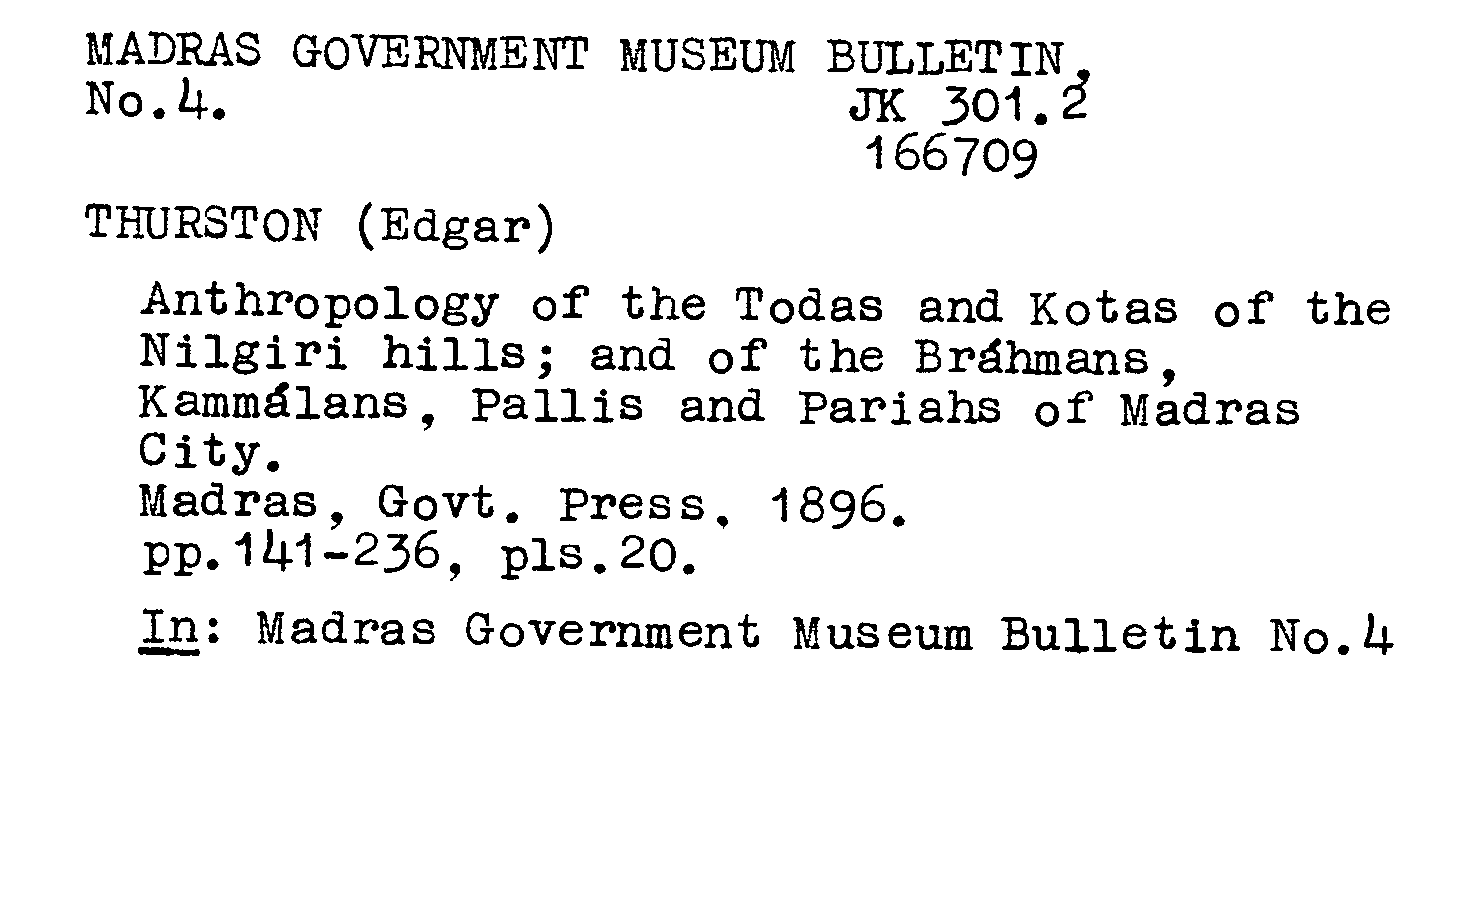 MADRAS GOVERNMENT MUSEUM BULLETIN,
No.4. JK 301.2
166709
THURSTON (Edgar)
Anthropology of the Todas and Kotas of the
Nilgiri hills; and of the Bráhmans,
Kammálans, Pallis and Pariahs of Madras
City.
Madras, Govt. Press, 1896.
pp.141-236, pls.20.
In: Madras Government Museum Bulletin No.4